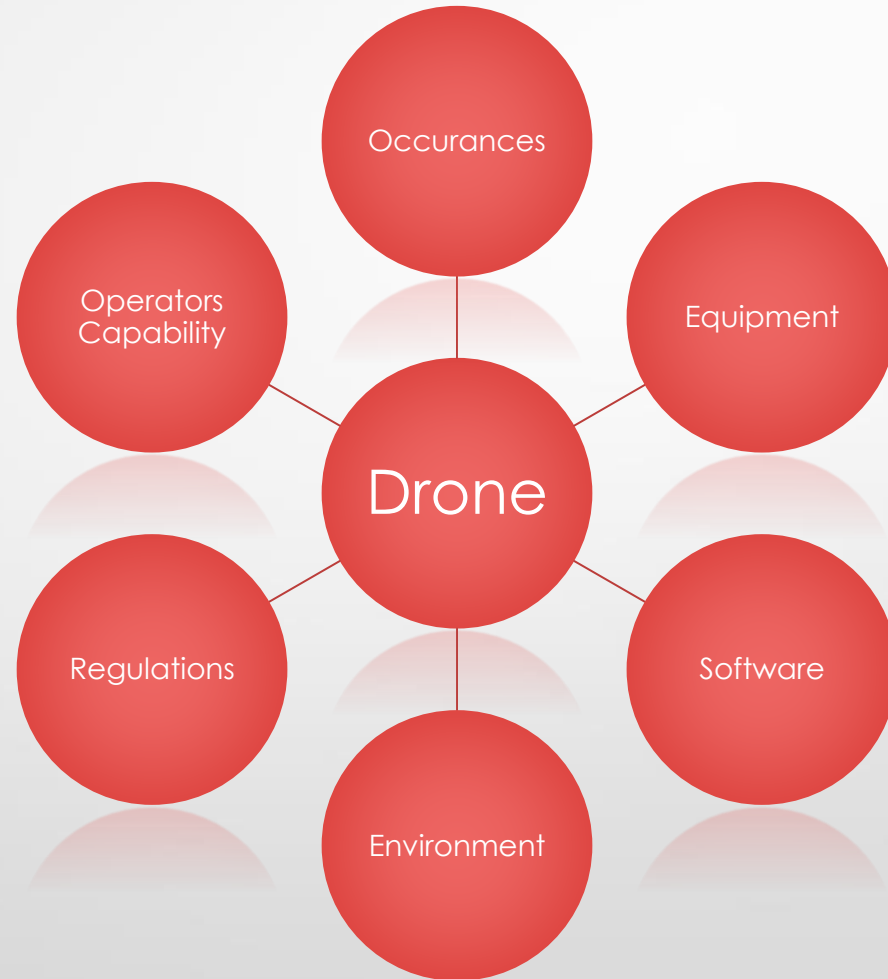 Occurances
Operators
Capability
Equipment
Drone
Regulations
Software
Environment